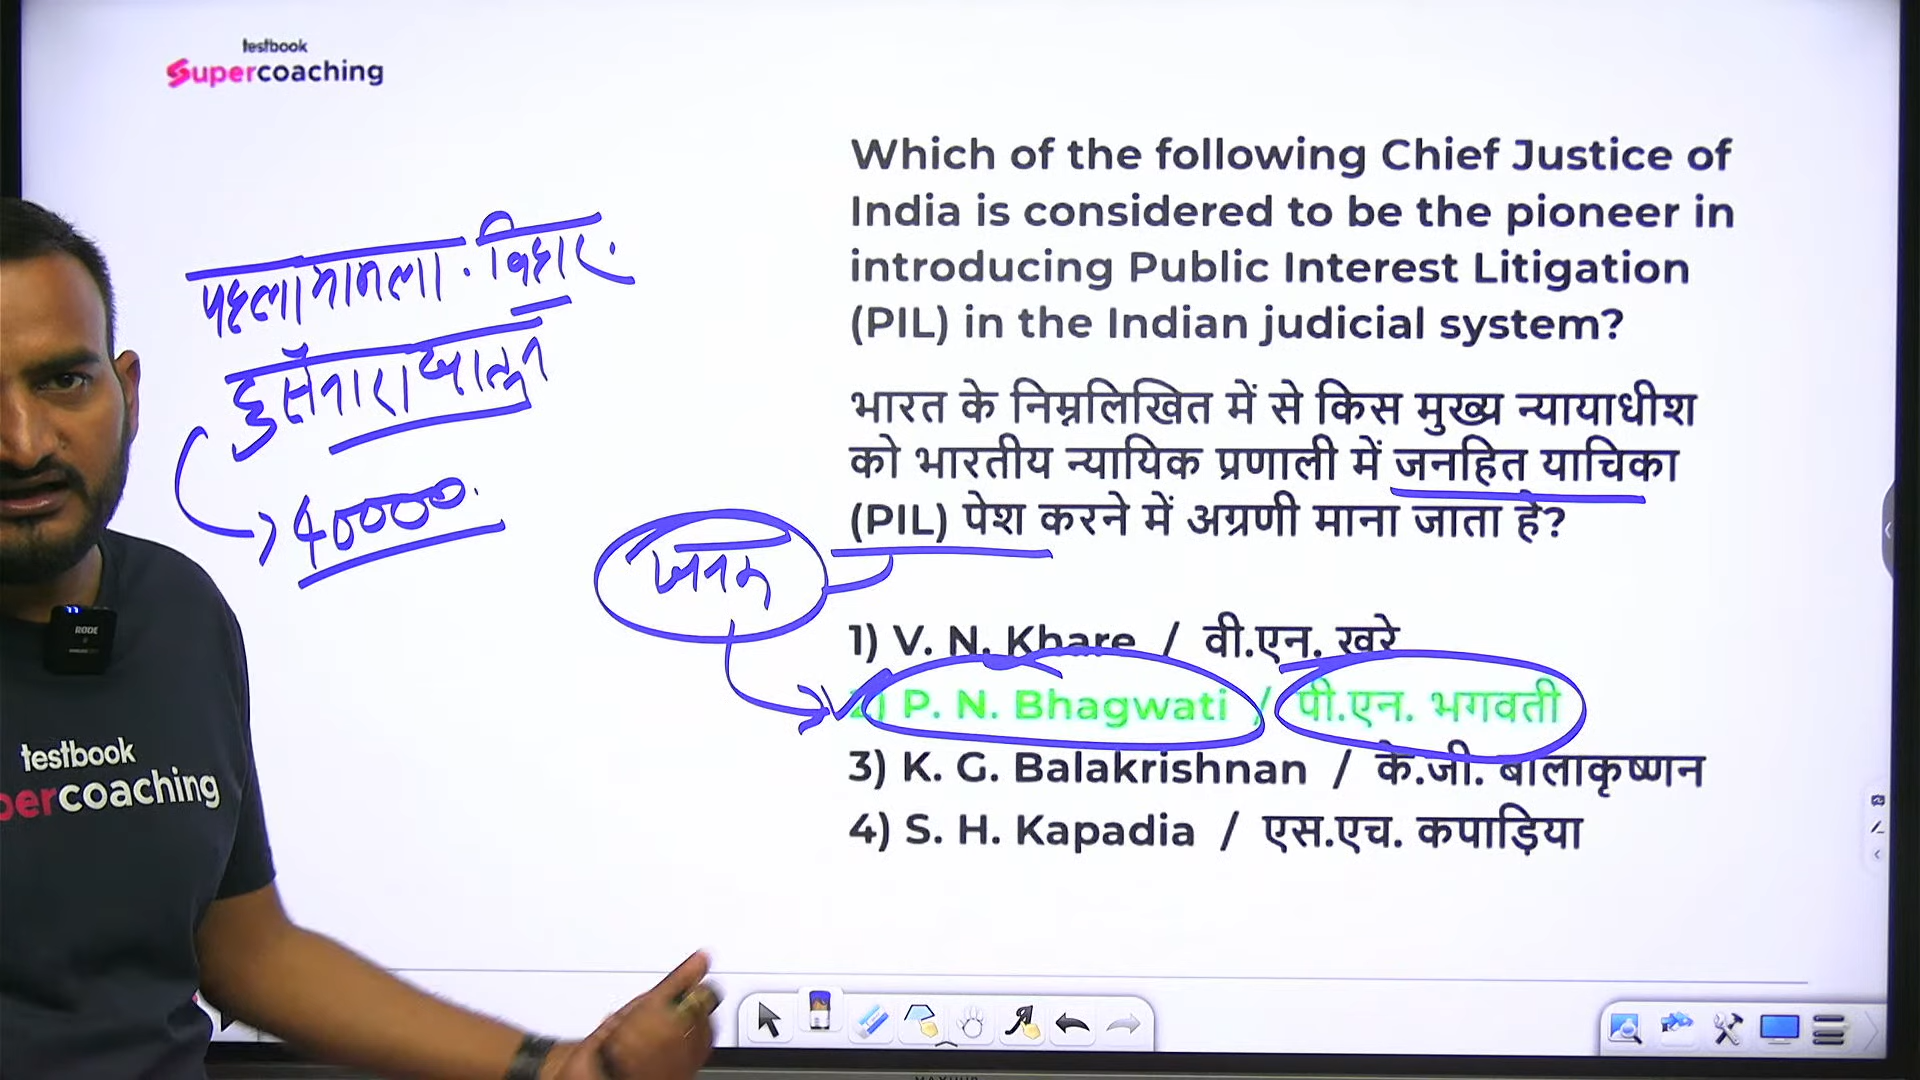 testbook
Supercoaching
Which of the following Chief Justice of
India is considered to be the pioneer in
introducing Public Interest Litigation
(PIL) in the Indian judicial system?
भारत के निम्नलिखित में से किस मुख्य न्यायाधीश
को भारतीय न्यायिक प्रणाली में जनहित याचिका
(PIL) पेश करने में अग्रणी माना जाता है?
1) V. N. Khare / वी.एन. खरे
2) P. N. Bhagwati / पी.एन. भगवती
3) K. G. Balakrishnan / के.जी. बालाकृष्णन
4) S. H. Kapadia / एस.एच. कपाड़िया
पहला मामला . बिहार .
हुसैनारा खातून
40000
जनक
RODE
testbook
percoaching